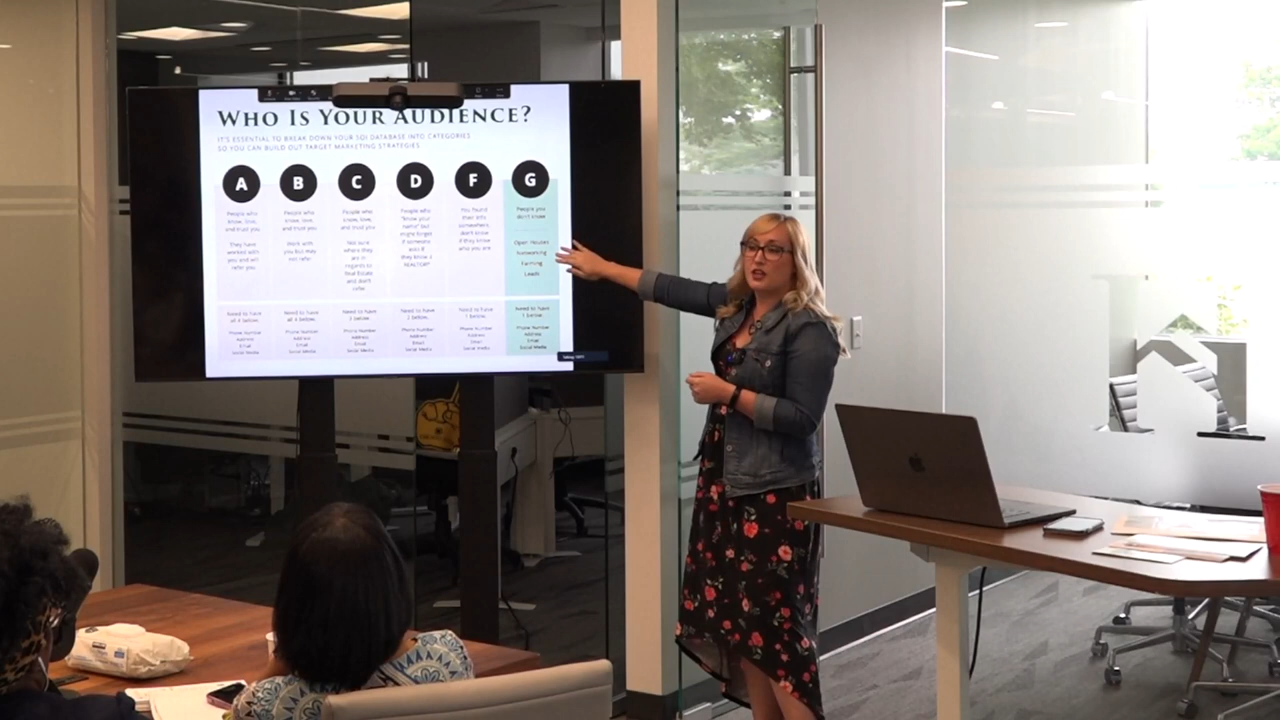 WHO IS YOUR AUDIENCE?
IT'S ESSENTIAL TO BREAK DOWN YOUR SOI DATABASE INTO CATEGORIES
SO YOU CAN BUILD OUT TARGET MARKETING STRATEGIES
A
B
C
D
F
G
People who
know, love,
and trust you
They have
worked with
you and will
refer you.
People who
know, love,
and trust you
Work with
you but may
not refer.
People who
know, love,
and trust you
Not sure
where they
are in
regards to
Real Estate
and don't
refer
People who
"know your
name" but
might forget
if someone
asks if
they know a
REALTOR®
You found
their info
somewhere,
don't know
if they know
who you are
People you
don't know
Open Houses
Networking
Farming
Leads
Need to have
all 4 below.
Phone Number
Address
Email
Social Media
Need to have
all 4 below.
Phone Number
Address
Email
Social Media
Need to have
3 below.
Phone Number
Address
Email
Social Media
Need to have
2 below.
Phone Number
Address
Email
Social Media
Need to have
1 below.
Phone Number
Address
Email
Social Media
Need to have
1 below.
Phone Number
Address
Email
Social Media
N